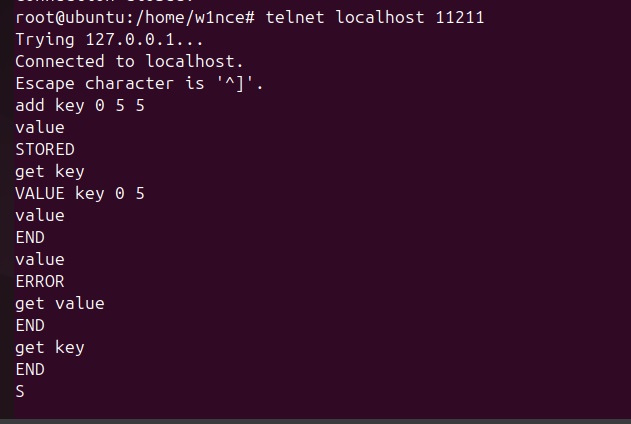 root@ubuntu:/home/w1nce# telnet localhost 11211
Trying 127.0.0.1...
Connected to localhost.
Escape character is '^]'.
add key 0 5 5
value
STORED
get key
VALUE key 0 5
value
END
value
ERROR
get value
END
get key
END
S